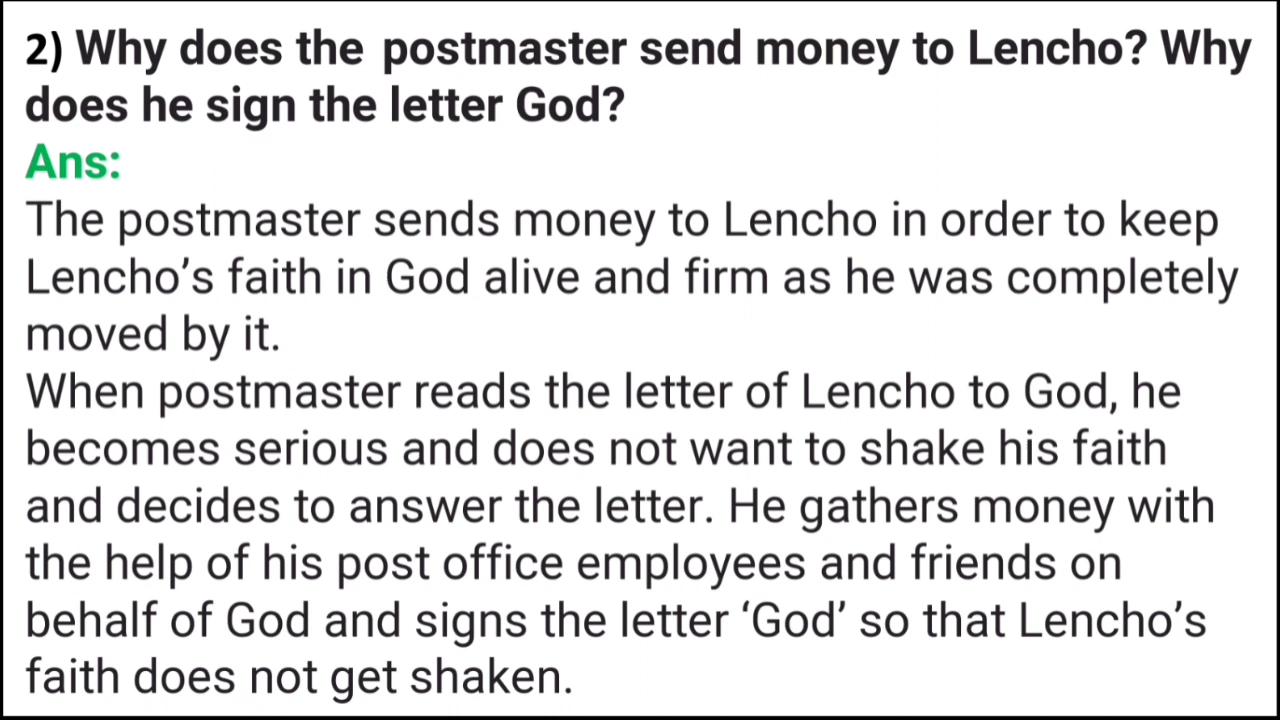 2) Why does the postmaster send money to Lencho? Why
does he sign the letter God?
Ans:
The postmaster sends money to Lencho in order to keep
Lencho’s faith in God alive and firm as he was completely
moved by it.
When postmaster reads the letter of Lencho to God, he
becomes serious and does not want to shake his faith
and decides to answer the letter. He gathers money with
the help of his post office employees and friends on
behalf of God and signs the letter ‘God’ so that Lencho’s
faith does not get shaken.